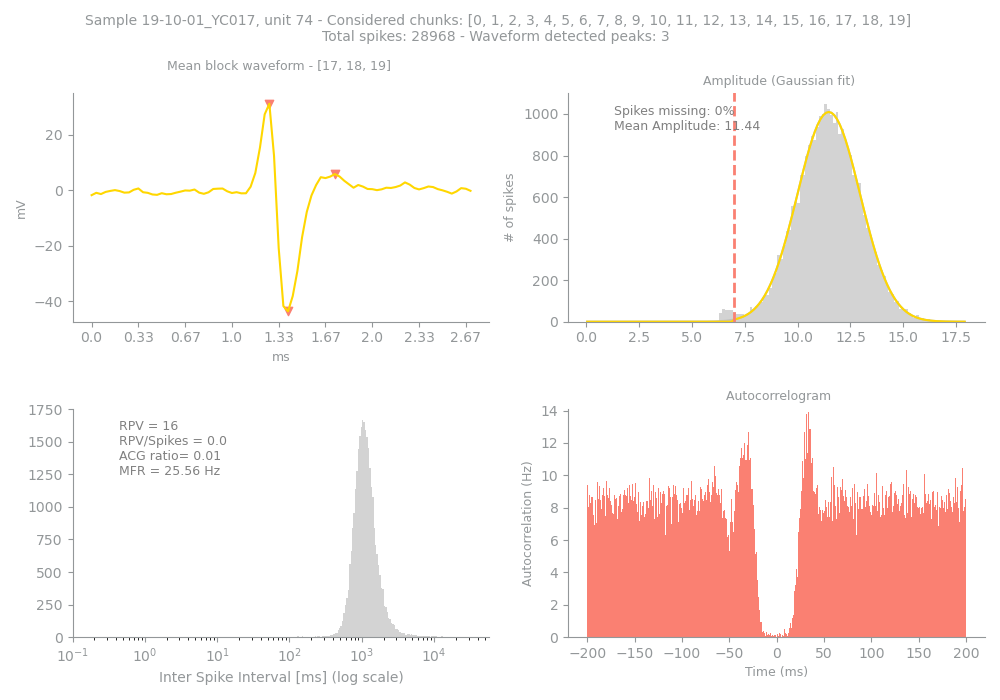 Sample 19-10-01_YC017, unit 74 - Considered chunks: [0, 1, 2, 3, 4, 5, 6, 7, 8, 9, 10, 11, 12, 13, 14, 15, 16, 17, 18, 19]
Total spikes: 28968 - Waveform detected peaks: 3
Mean block waveform - [17, 18, 19]
mV
20
0
−20
−40
0.0 0.33 0.67 1.0 1.33 1.67 2.0 2.33 2.67
ms
Amplitude (Gaussian fit)
Spikes missing: 0%
Mean Amplitude: 11.44
# of spikes
1000
800
600
400
200
0
0.0 2.5 5.0 7.5 10.0 12.5 15.0 17.5
RPV = 16
RPV/Spikes = 0.0
ACG ratio= 0.01
MFR = 25.56 Hz
1750
1500
1250
1000
750
500
250
0
10⁻¹ 10⁰ 10¹ 10² 10³ 10⁴
Inter Spike Interval [ms] (log scale)
Autocorrelogram
Autocorrelation (Hz)
14
12
10
8
6
4
2
0
−200 −150 −100 −50 0 50 100 150 200
Time (ms)